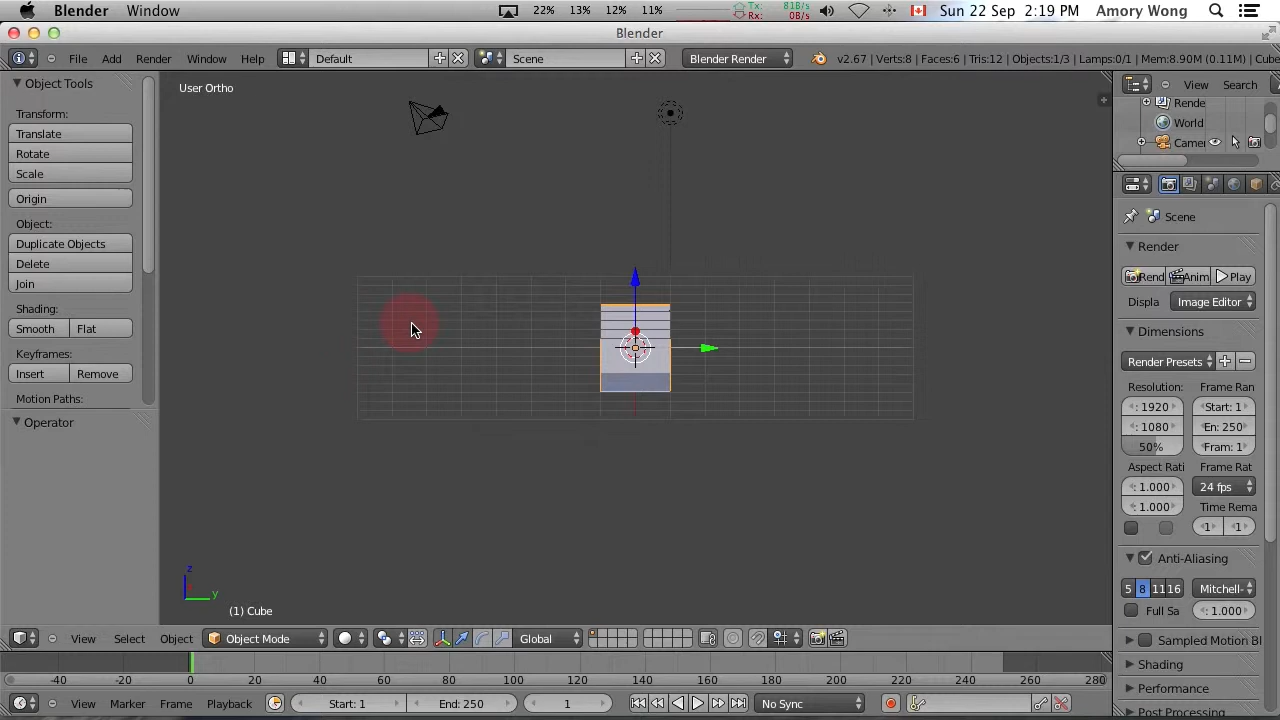 Blender Window 22% 13% 12% 11% Tx: 81B/s Rx: 0B/s Sun 22 Sep 2:19 PM Amory Wong
Blender
File Add Render Window Help Default Scene Blender Render v2.67 | Verts:8 | Faces:6 | Tris:12 | Objects:1/3 | Lamps:0/1 | Mem:8.90M (0.11M) | Cube
Object Tools
Transform:
Translate
Rotate
Scale
Origin
Object:
Duplicate Objects
Delete
Join
Shading:
Smooth Flat
Keyframes:
Insert Remove
Motion Paths:
Operator
User Ortho
z
y
(1) Cube
View Search
Rende
World
Camer
Scene
Render
Rend Anim Play
Displa Image Editor
Dimensions
Render Presets
Resolution: Frame Ran
: 1920 Start: 1
: 1080 En: 250
50% Fram: 1
Aspect Rati Frame Rat
: 1.000 24 fps
: 1.000 Time Rema
: 1 : 1
Anti-Aliasing
5 8 11 16 Mitchell-
Full Sa : 1.000
Sampled Motion Bl
Shading
Performance
Post Processing
View Select Object Object Mode Global
-40 -20 0 20 40 60 80 100 120 140 160 180 200 220 240 260 280
View Marker Frame Playback Start: 1 End: 250 1 No Sync